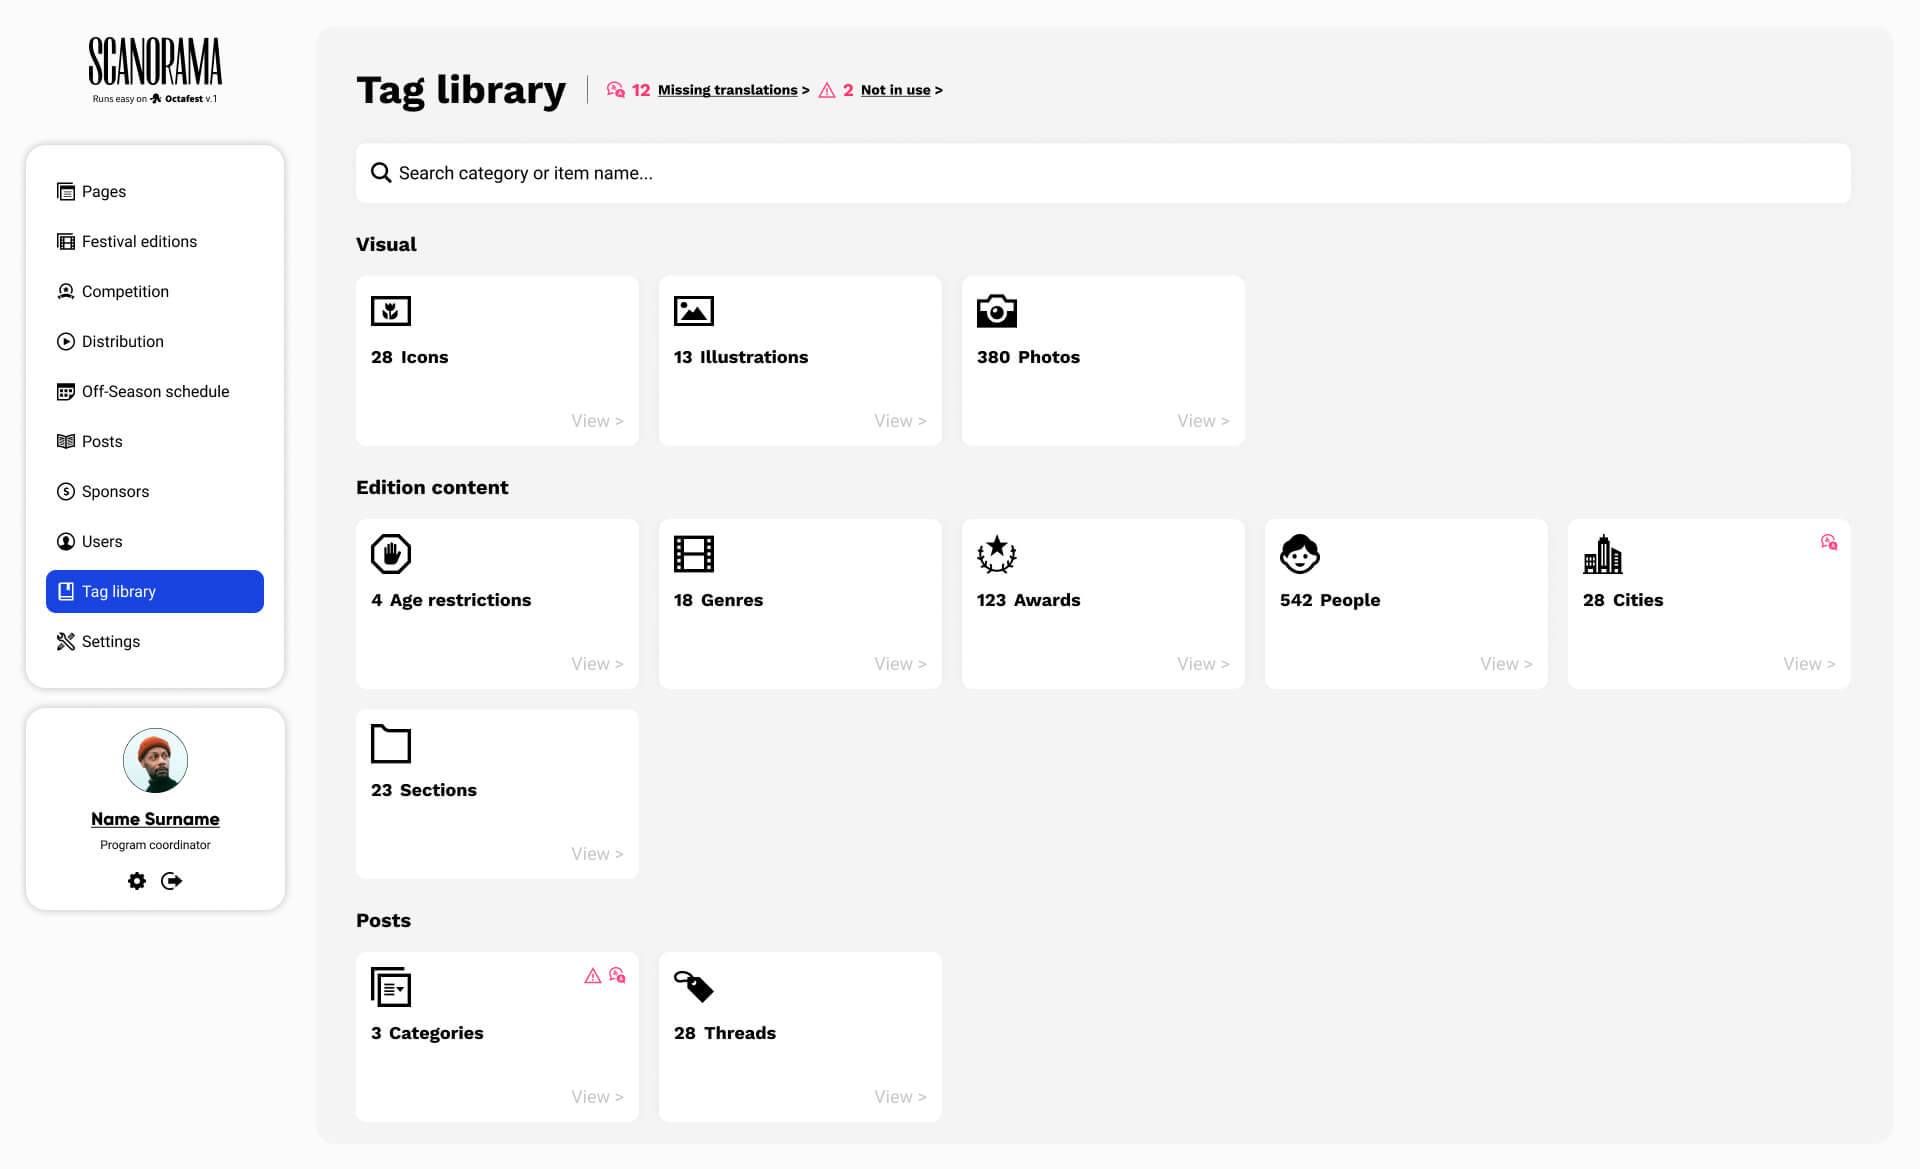 SCANORAMA
Runs easy on Octafest v.1
Pages
Festival editions
Competition
Distribution
Off-Season schedule
Posts
Sponsors
Users
Tag library
Settings
Name Surname
Program coordinator
Tag library
12 Missing translations >
2 Not in use >
Search category or item name...
Visual
28 Icons
View >
13 Illustrations
View >
380 Photos
View >
Edition content
4 Age restrictions
View >
18 Genres
View >
123 Awards
View >
542 People
View >
28 Cities
View >
23 Sections
View >
Posts
3 Categories
View >
28 Threads
View >